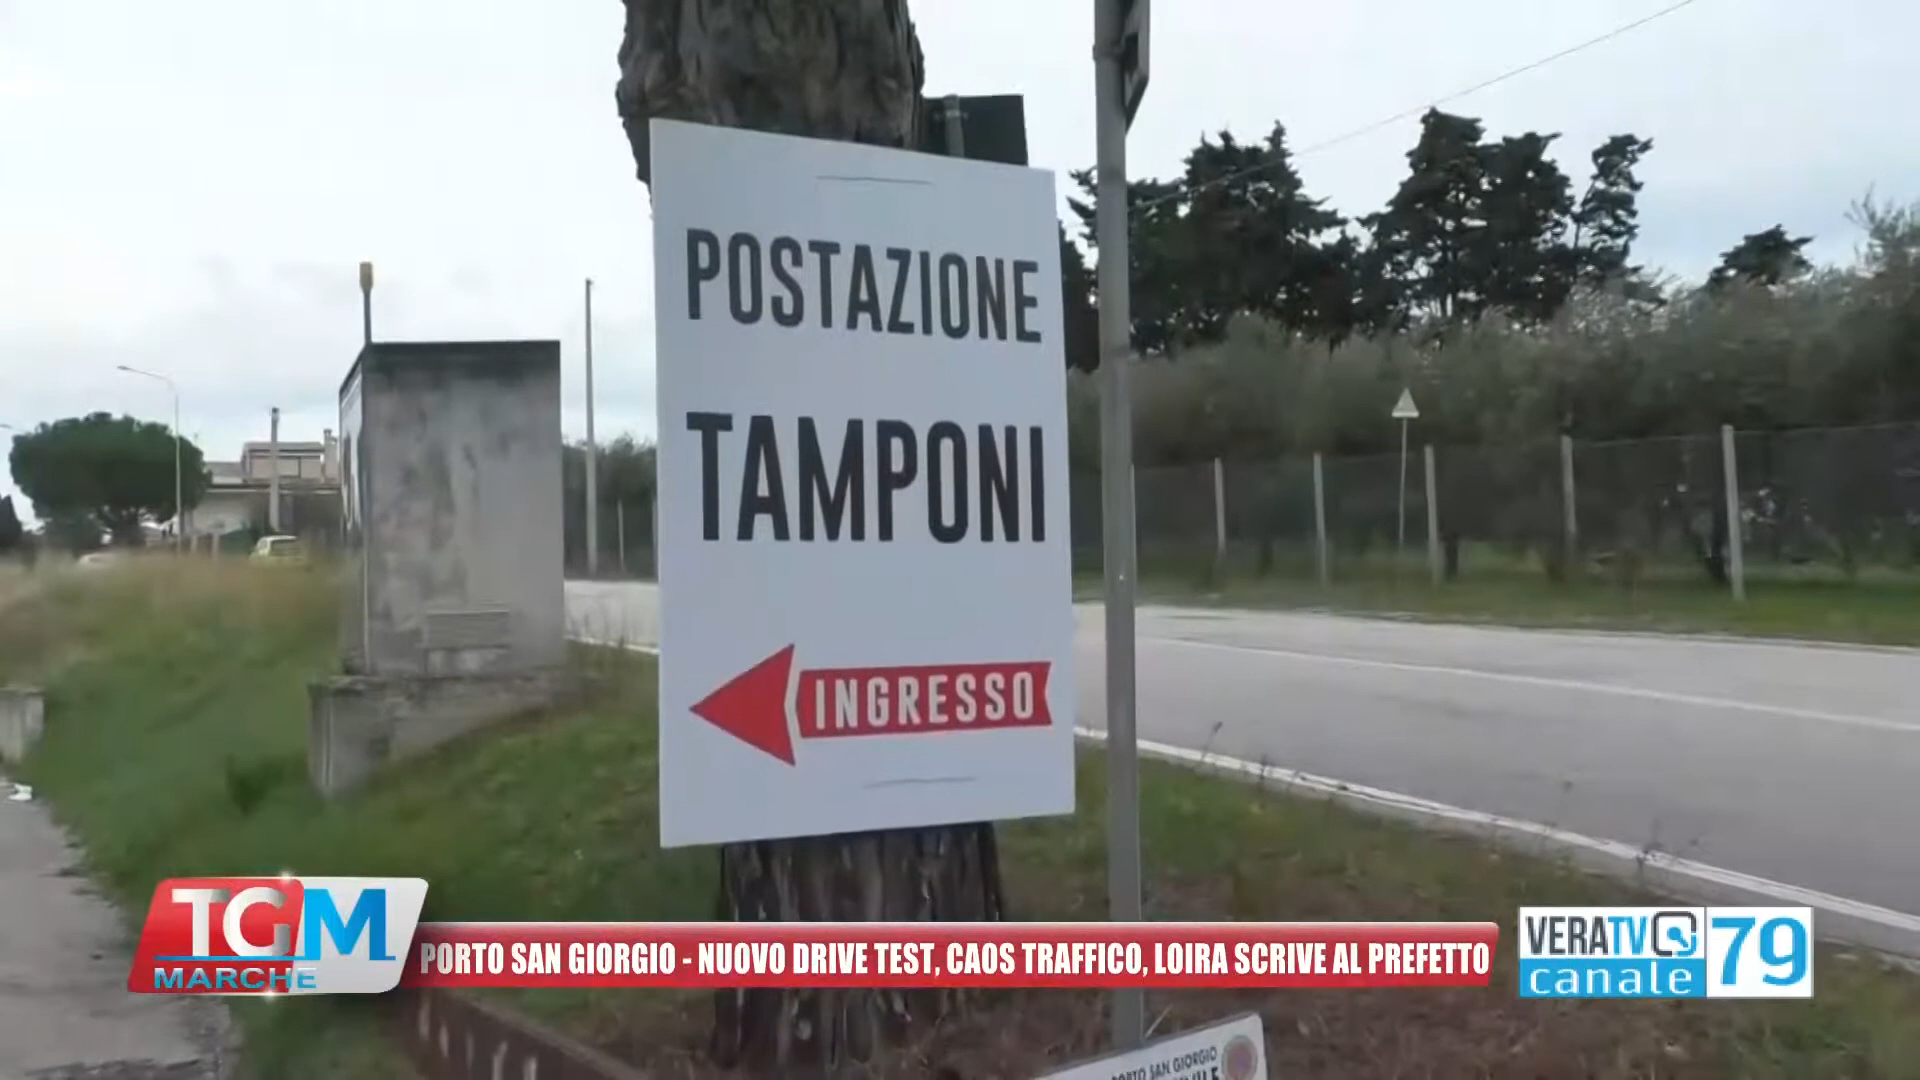 POSTAZIONE
TAMPONI
INGRESSO
TGM
MARCHE
PORTO SAN GIORGIO - NUOVO DRIVE TEST, CAOS TRAFFICO, LOIRA SCRIVE AL PREFETTO
VERATV
canale
79
PORTO SAN GIORGIO